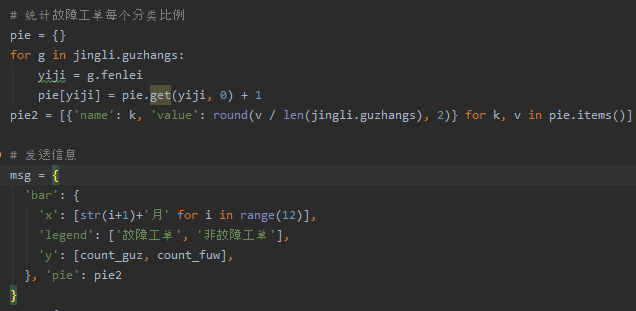 # 统计故障工单每个分类比例
pie = {}
for g in jingli.guzhangs:
    yiji = g.fenlei
    pie[yiji] = pie.get(yiji, 0) + 1
pie2 = [{'name': k, 'value': round(v / len(jingli.guzhangs), 2)} for k, v in pie.items()]
# 发送信息
msg = {
  'bar': {
    'x': [str(i+1)+'月' for i in range(12)],
    'legend': ['故障工单', '非故障工单'],
    'y': [count_guz, count_fuw],
  }, 'pie': pie2
}